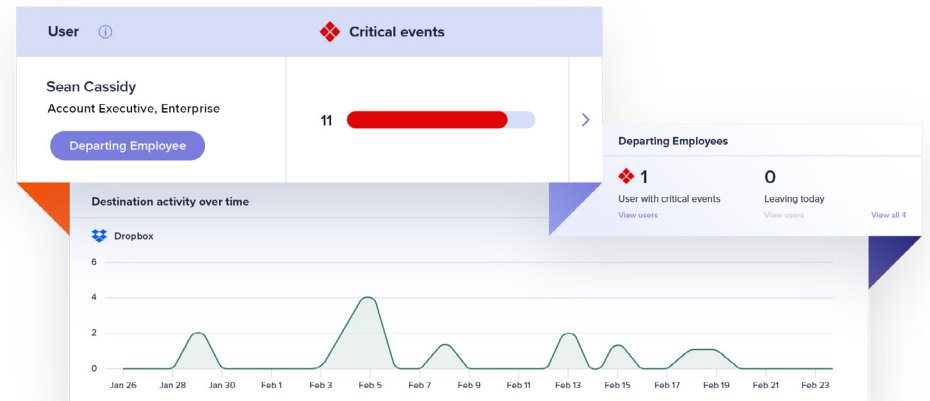 User
Critical events
Sean Cassidy
Account Executive, Enterprise
Departing Employee
11
Departing Employees
1
0
User with critical events
Leaving today
View users
View users
View all 4
Destination activity over time
Dropbox
6
4
2
0
Jan 26 Jan 28 Jan 30 Feb 1 Feb 3 Feb 5 Feb 7 Feb 9 Feb 11 Feb 13 Feb 15 Feb 17 Feb 19 Feb 21 Feb 23